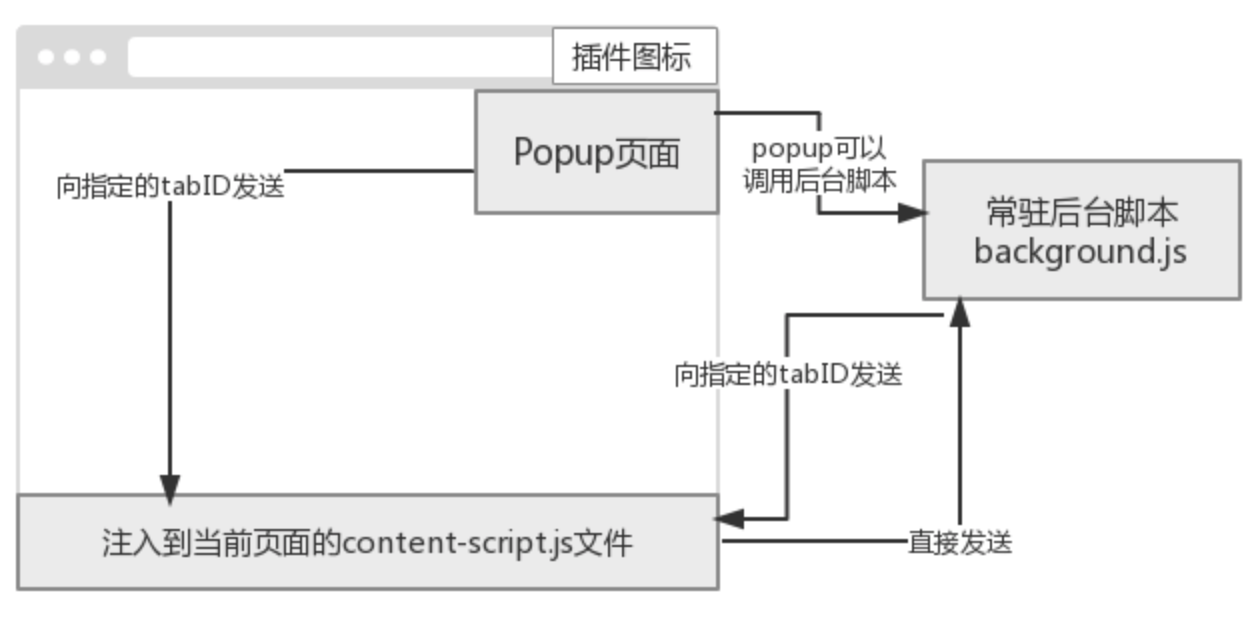 插件图标
Popup页面
popup可以
调用后台脚本
向指定的tabID发送
常驻后台脚本
background.js
向指定的tabID发送
注入到当前页面的content-script.js文件
直接发送